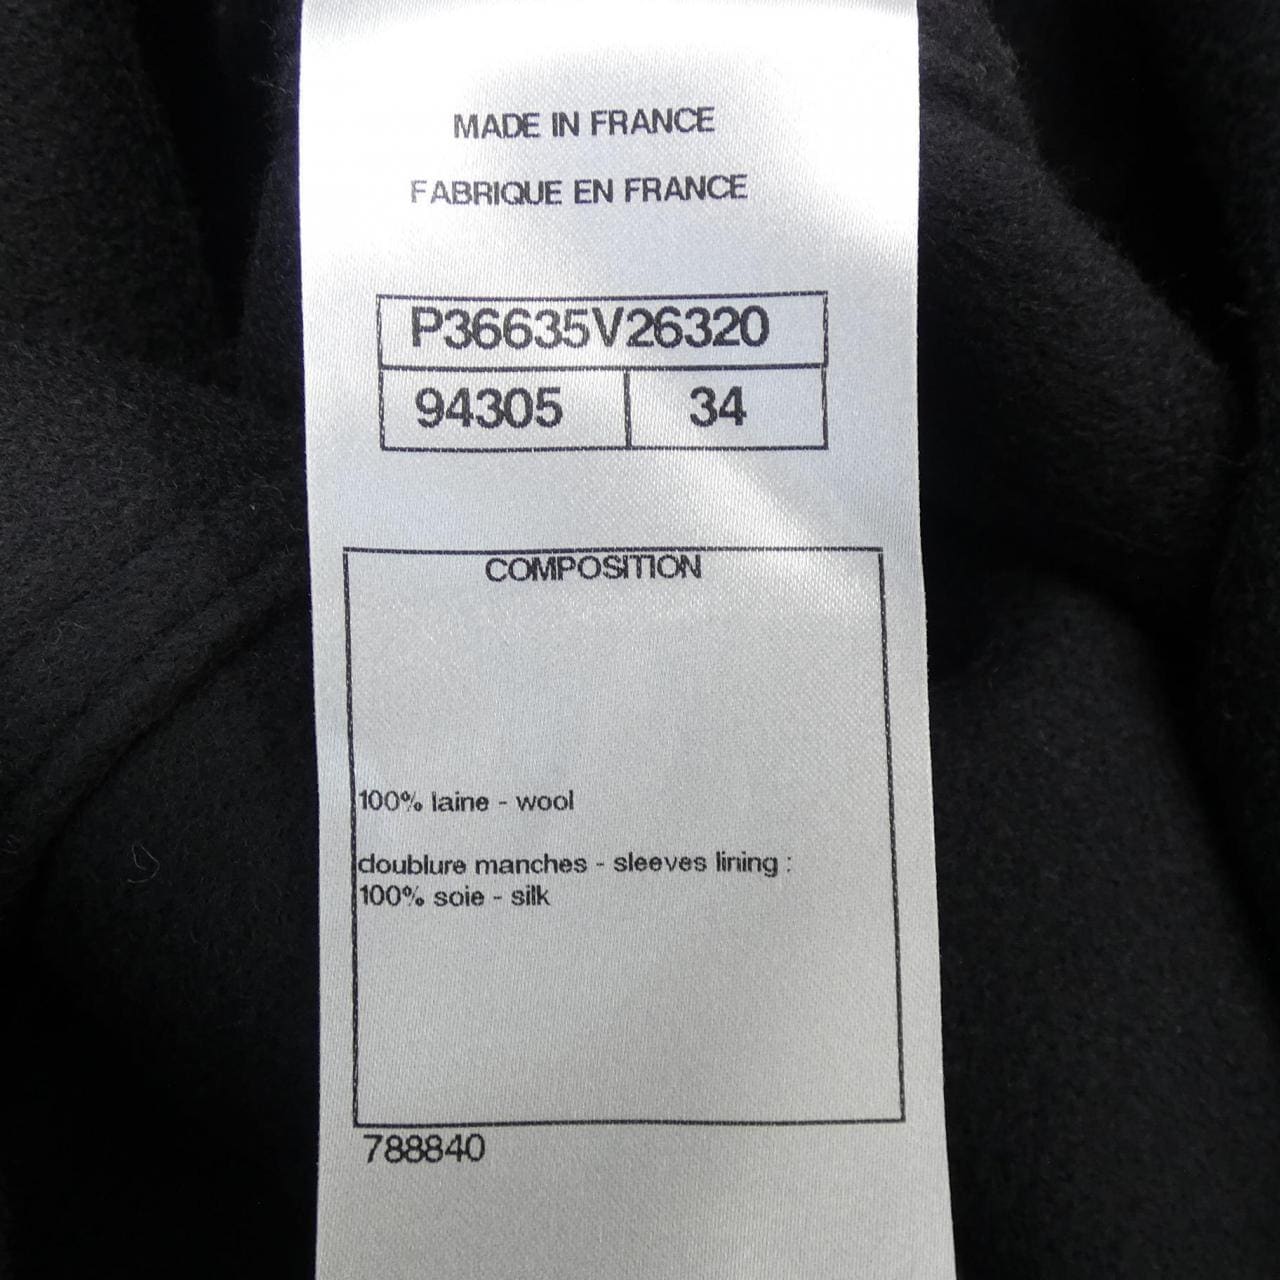 MADE IN FRANCE
FABRIQUE EN FRANCE
P36635V26320
94305 34
COMPOSITION
100% laine - wool
doublure manches - sleeves lining :
100% soie - silk
788840